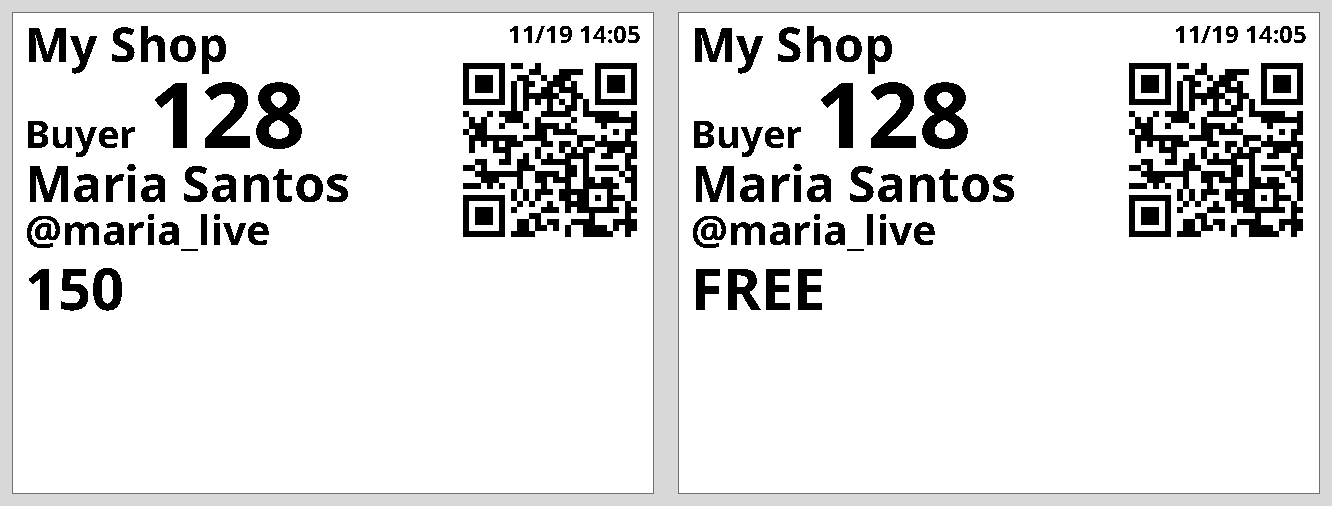 My Shop
11/19 14:05
Buyer 128
Maria Santos
@maria_live
150
My Shop
11/19 14:05
Buyer 128
Maria Santos
@maria_live
FREE